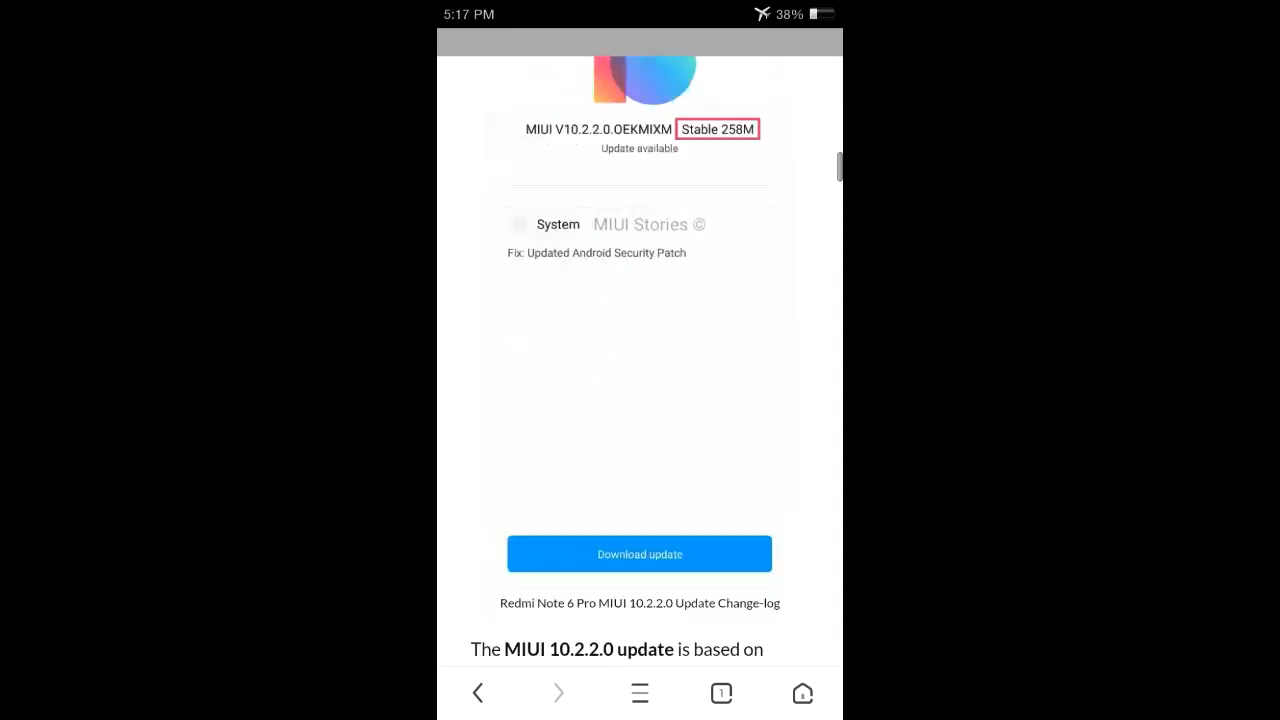 5:17 PM 38%
MIUI V10.2.2.0.OEKMIXM Stable 258M
Update available
System MIUI Stories ©
Fix: Updated Android Security Patch
Download update
Redmi Note 6 Pro MIUI 10.2.2.0 Update Change-log
The MIUI 10.2.2.0 update is based on
1